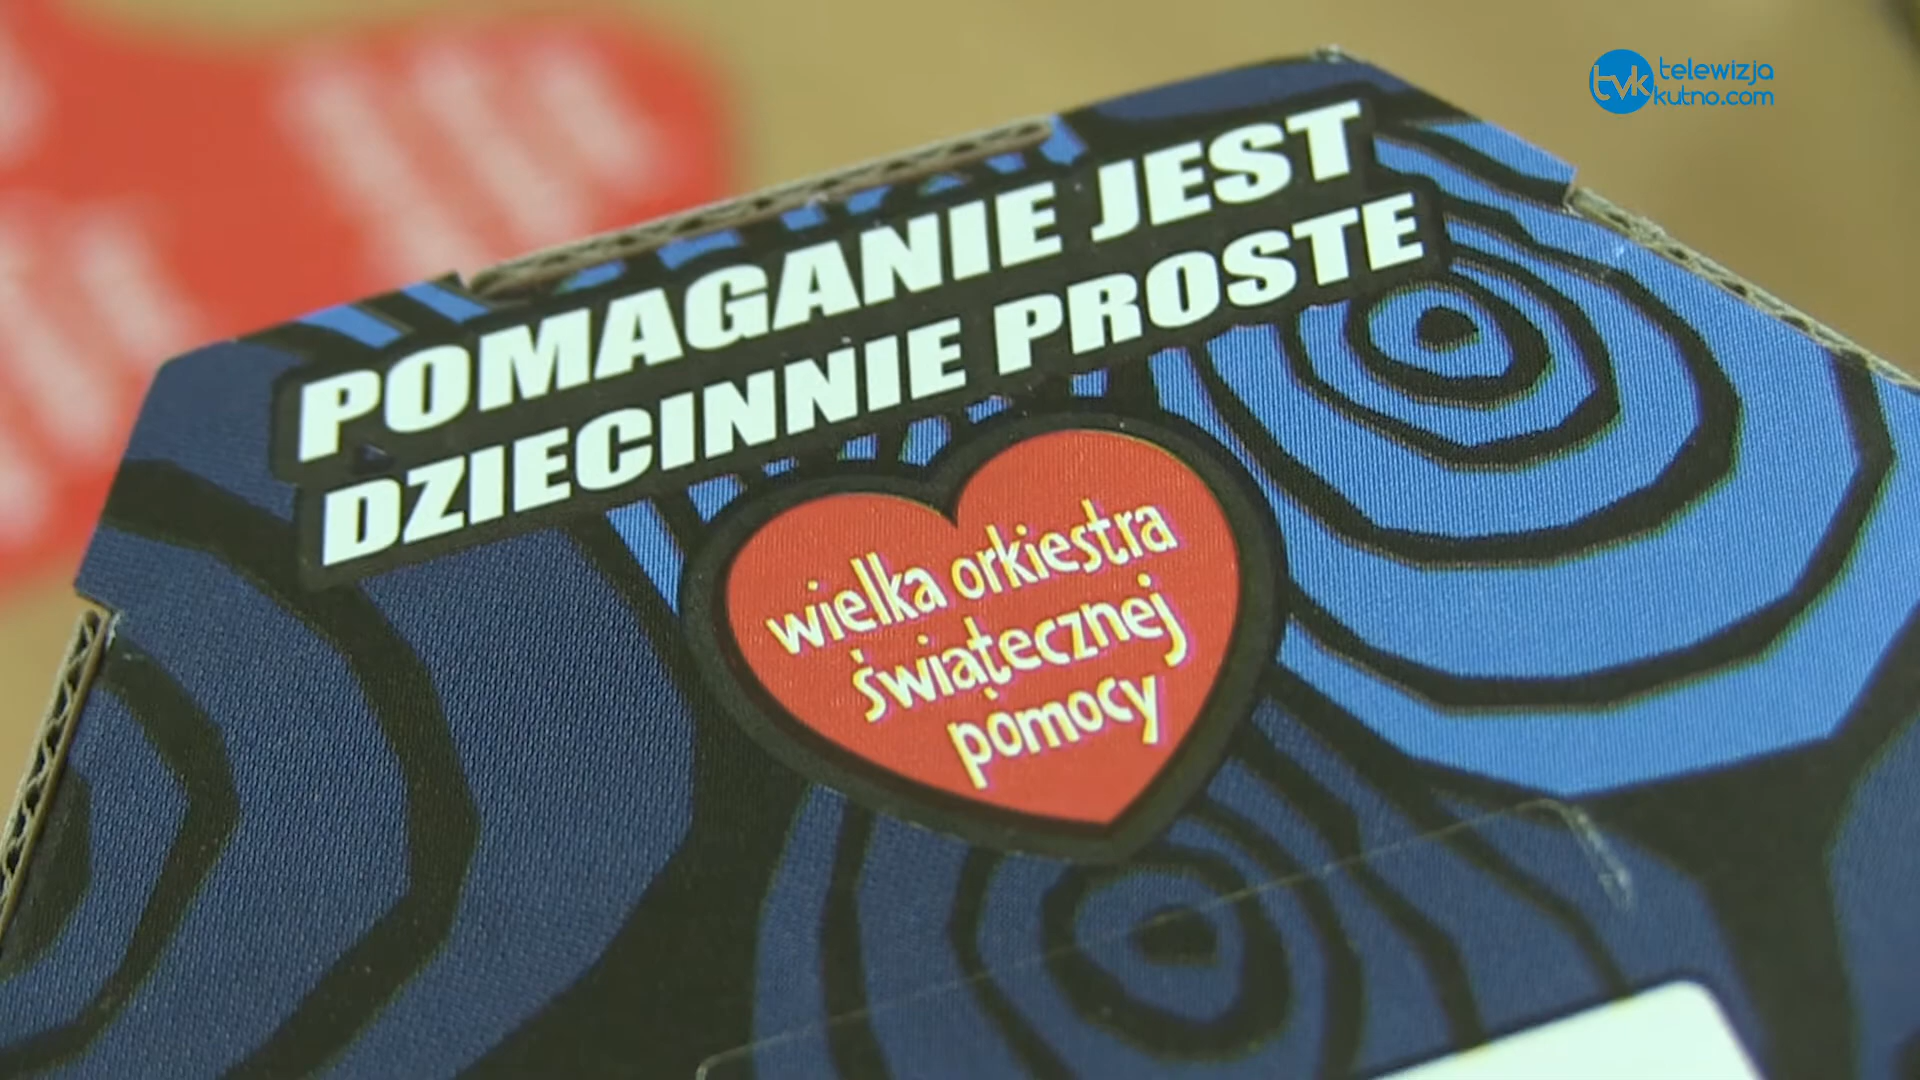 tvk telewizja
kutno.com
POMAGANIE JEST
DZIECINNIE PROSTE
wielka orkiestra
świątecznej
pomocy